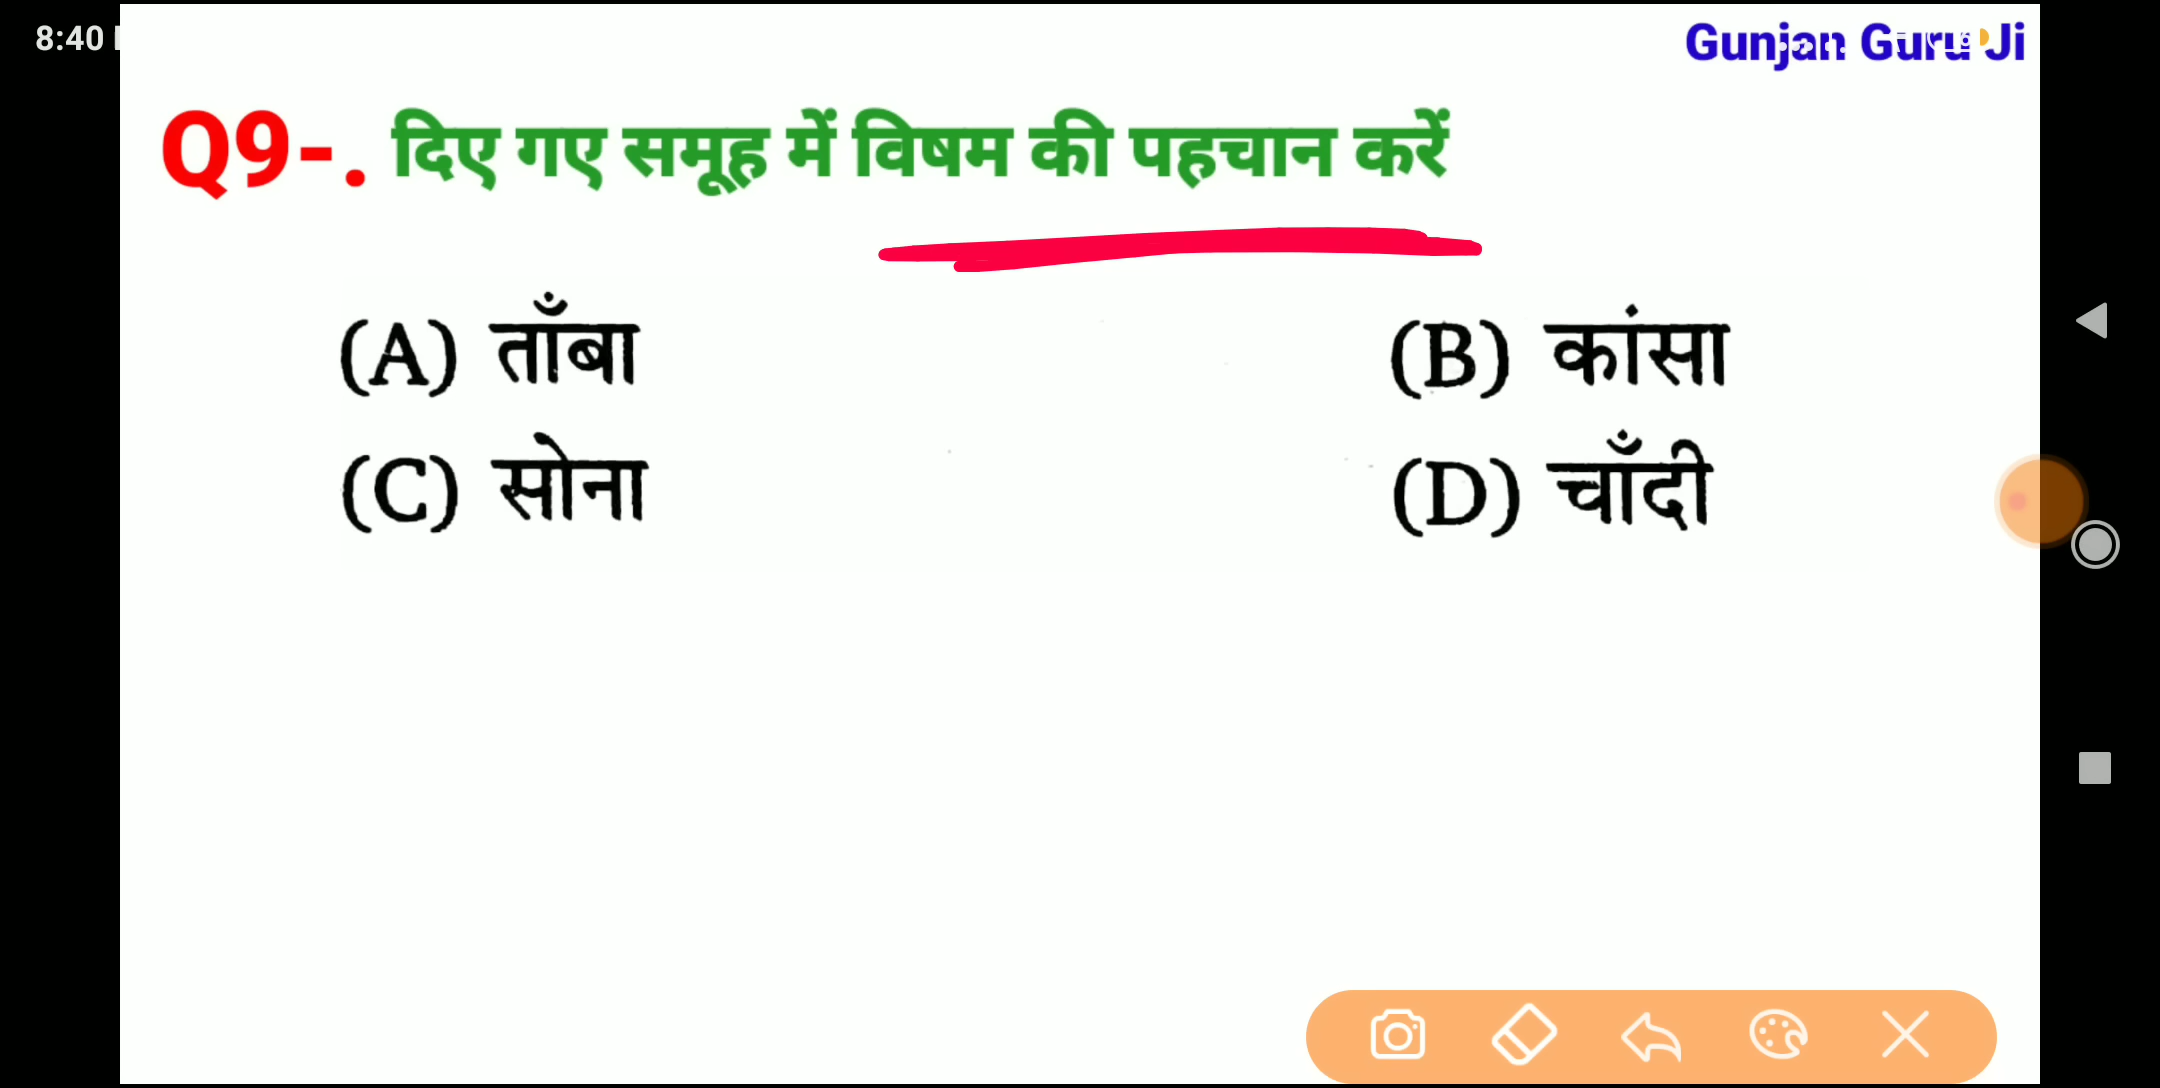 8:40
Gunjan Guru Ji
Q9-. दिए गए समूह में विषम की पहचान करें
(A) ताँबा (B) कांसा
(C) सोना (D) चाँदी